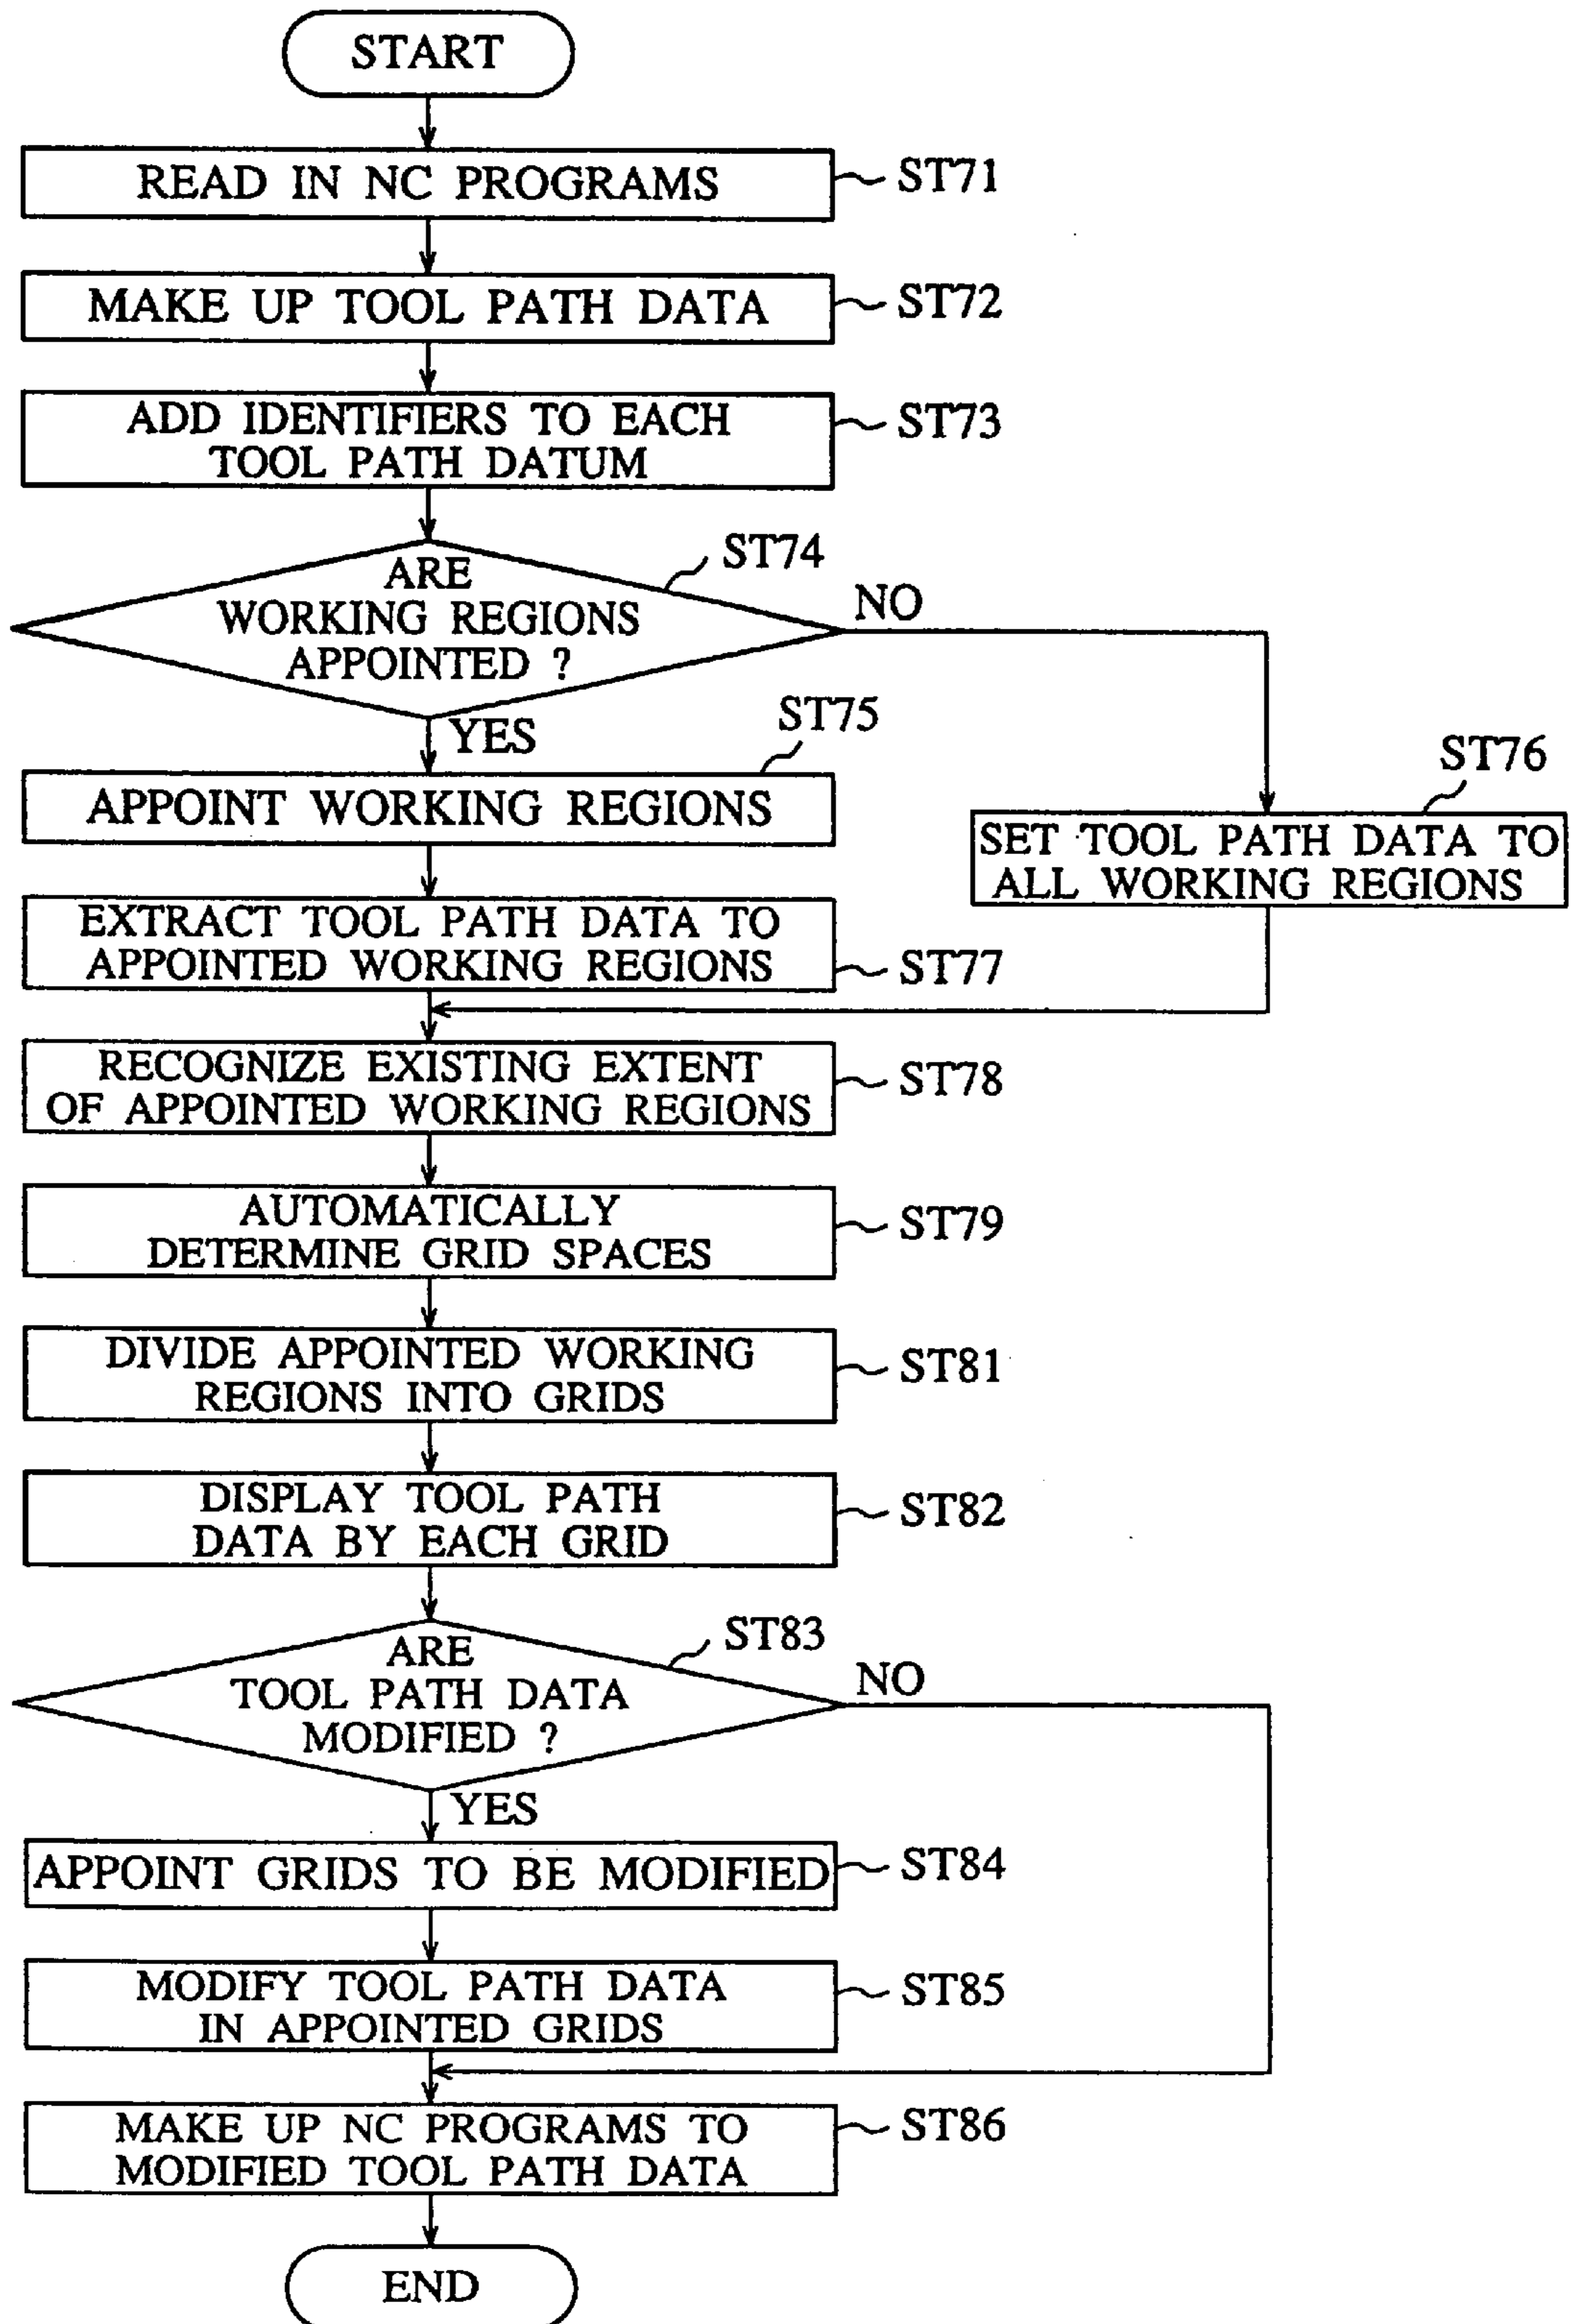 START
READ IN NC PROGRAMS
ST71
MAKE UP TOOL PATH DATA
ST72
ADD IDENTIFIERS TO EACH
TOOL PATH DATUM
ST73
ARE
WORKING REGIONS
APPOINTED ?
ST74
NO
YES
ST75
APPOINT WORKING REGIONS
ST76
SET TOOL PATH DATA TO
ALL WORKING REGIONS
EXTRACT TOOL PATH DATA TO
APPOINTED WORKING REGIONS
ST77
RECOGNIZE EXISTING EXTENT
OF APPOINTED WORKING REGIONS
ST78
AUTOMATICALLY
DETERMINE GRID SPACES
ST79
DIVIDE APPOINTED WORKING
REGIONS INTO GRIDS
ST81
DISPLAY TOOL PATH
DATA BY EACH GRID
ST82
ARE
TOOL PATH DATA
MODIFIED ?
ST83
NO
YES
APPOINT GRIDS TO BE MODIFIED
ST84
MODIFY TOOL PATH DATA
IN APPOINTED GRIDS
ST85
MAKE UP NC PROGRAMS TO
MODIFIED TOOL PATH DATA
ST86
END